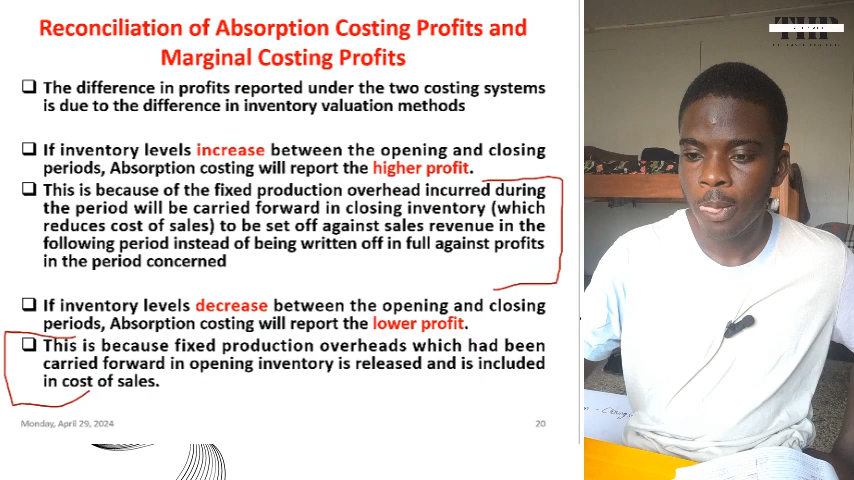 Reconciliation of Absorption Costing Profits and
Marginal Costing Profits
The difference in profits reported under the two costing systems
is due to the difference in inventory valuation methods
If inventory levels increase between the opening and closing
periods, Absorption costing will report the higher profit.
This is because of the fixed production overhead incurred during
the period will be carried forward in closing inventory (which
reduces cost of sales) to be set off against sales revenue in the
following period instead of being written off in full against profits
in the period concerned
If inventory levels decrease between the opening and closing
periods, Absorption costing will report the lower profit.
This is because fixed production overheads which had been
carried forward in opening inventory is released and is included
in cost of sales.
Monday, April 29, 2024
20